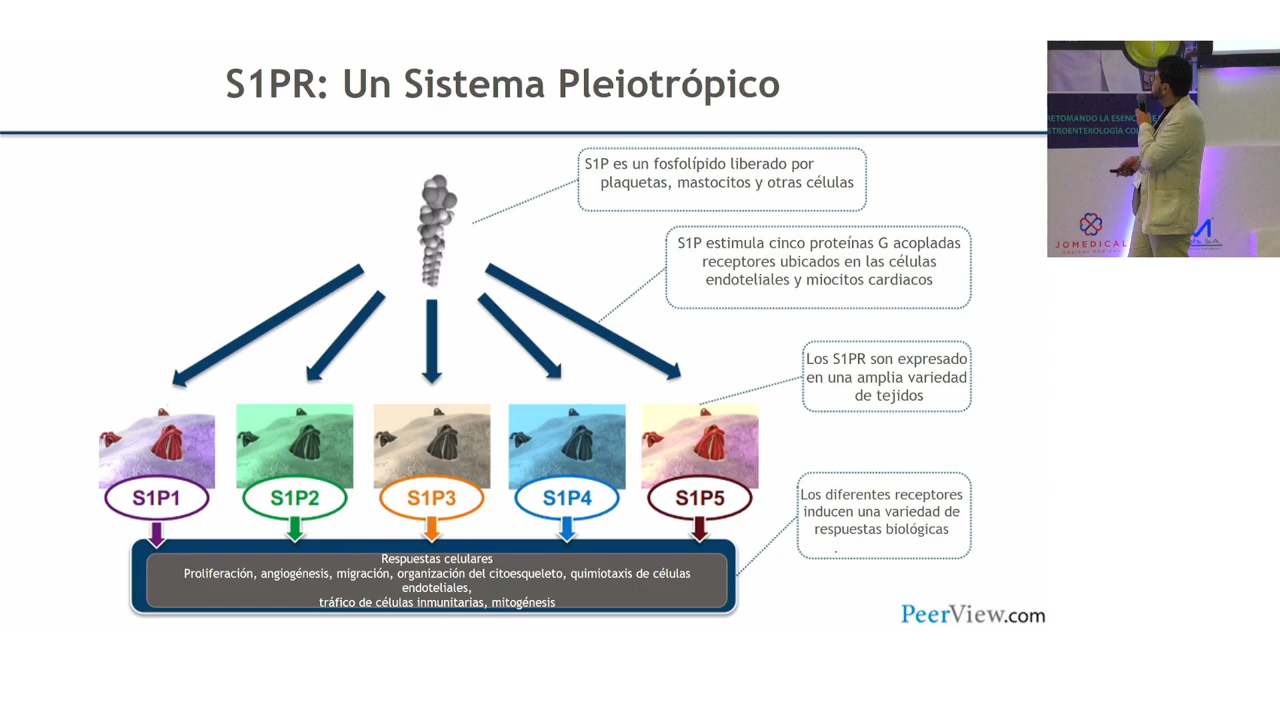 S1PR: Un Sistema Pleiotrópico
S1P es un fosfolípido liberado por
plaquetas, mastocitos y otras células
S1P estimula cinco proteínas G acopladas
receptores ubicados en las células
endoteliales y miocitos cardiacos
Los S1PR son expresado
en una amplia variedad
de tejidos
S1P1
S1P2
S1P3
S1P4
S1P5
Los diferentes receptores
inducen una variedad de
respuestas biológicas
.
Respuestas celulares
Proliferación, angiogénesis, migración, organización del citoesqueleto, quimiotaxis de células
endoteliales,
tráfico de células inmunitarias, mitogénesis
PeerView.com
RETOMANDO LA ESENC
JOMEDICAL